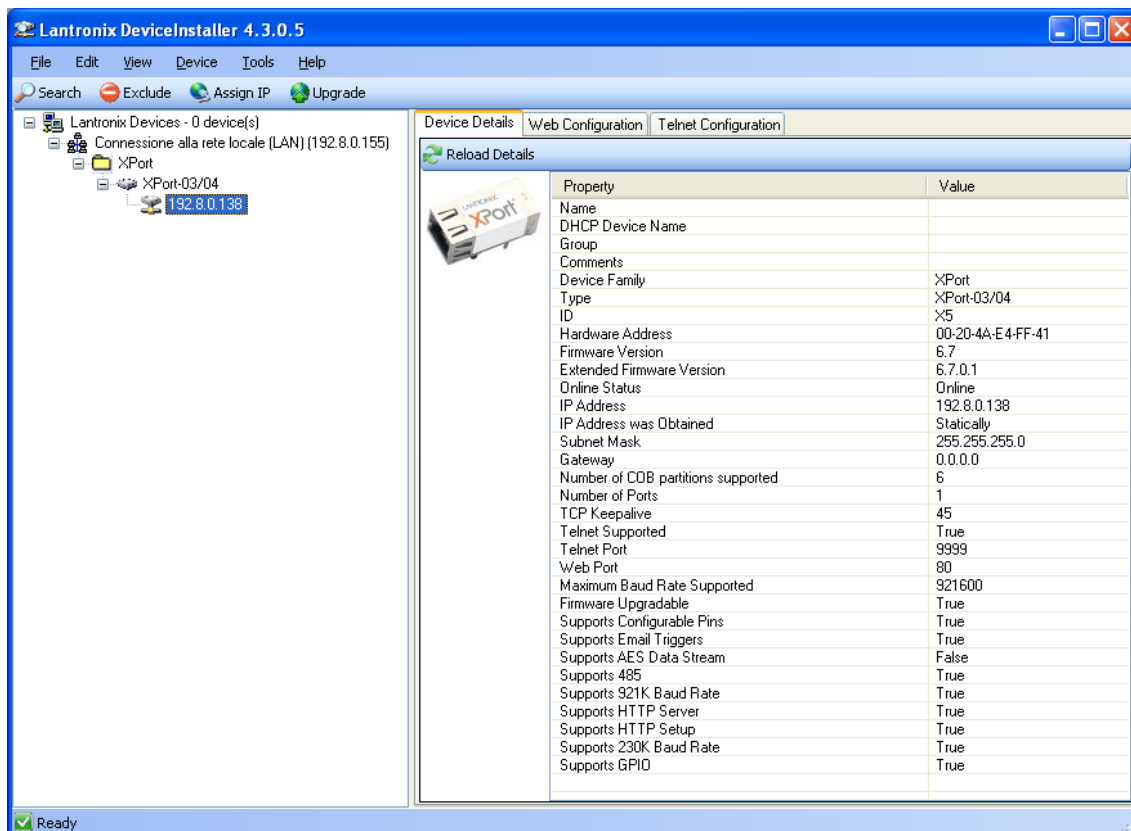 Lantronix DeviceInstaller 4.3.0.5
File Edit View Device Tools Help
Search Exclude Assign IP Upgrade
Lantronix Devices - 0 device(s)
Connessione alla rete locale (LAN) (192.8.0.155)
XPort
XPort-03/04
192.8.0.138
Device Details Web Configuration Telnet Configuration
Reload Details
LANTRONIX
XPort
Property Value
Name
DHCP Device Name
Group
Comments
Device Family XPort
Type XPort-03/04
ID X5
Hardware Address 00-20-4A-E4-FF-41
Firmware Version 6.7
Extended Firmware Version 6.7.0.1
Online Status Online
IP Address 192.8.0.138
IP Address was Obtained Statically
Subnet Mask 255.255.255.0
Gateway 0.0.0.0
Number of COB partitions supported 6
Number of Ports 1
TCP Keepalive 45
Telnet Supported True
Telnet Port 9999
Web Port 80
Maximum Baud Rate Supported 921600
Firmware Upgradable True
Supports Configurable Pins True
Supports Email Triggers True
Supports AES Data Stream False
Supports 485 True
Supports 921K Baud Rate True
Supports HTTP Server True
Supports HTTP Setup True
Supports 230K Baud Rate True
Supports GPIO True
Ready